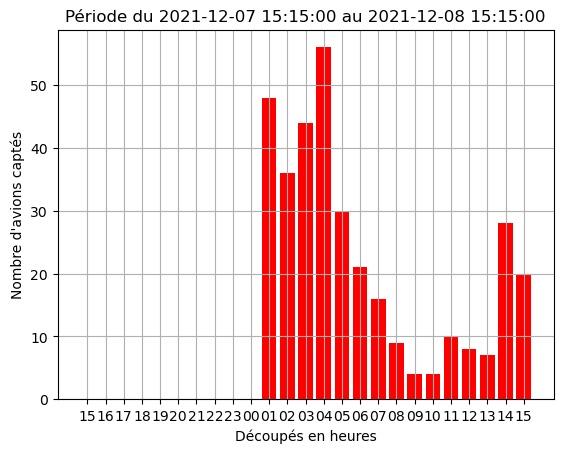 Période du 2021-12-07 15:15:00 au 2021-12-08 15:15:00
Nombre d'avions captés
50
40
30
20
10
0
15 16 17 18 19 20 21 22 23 00 01 02 03 04 05 06 07 08 09 10 11 12 13 14 15
Découpés en heures